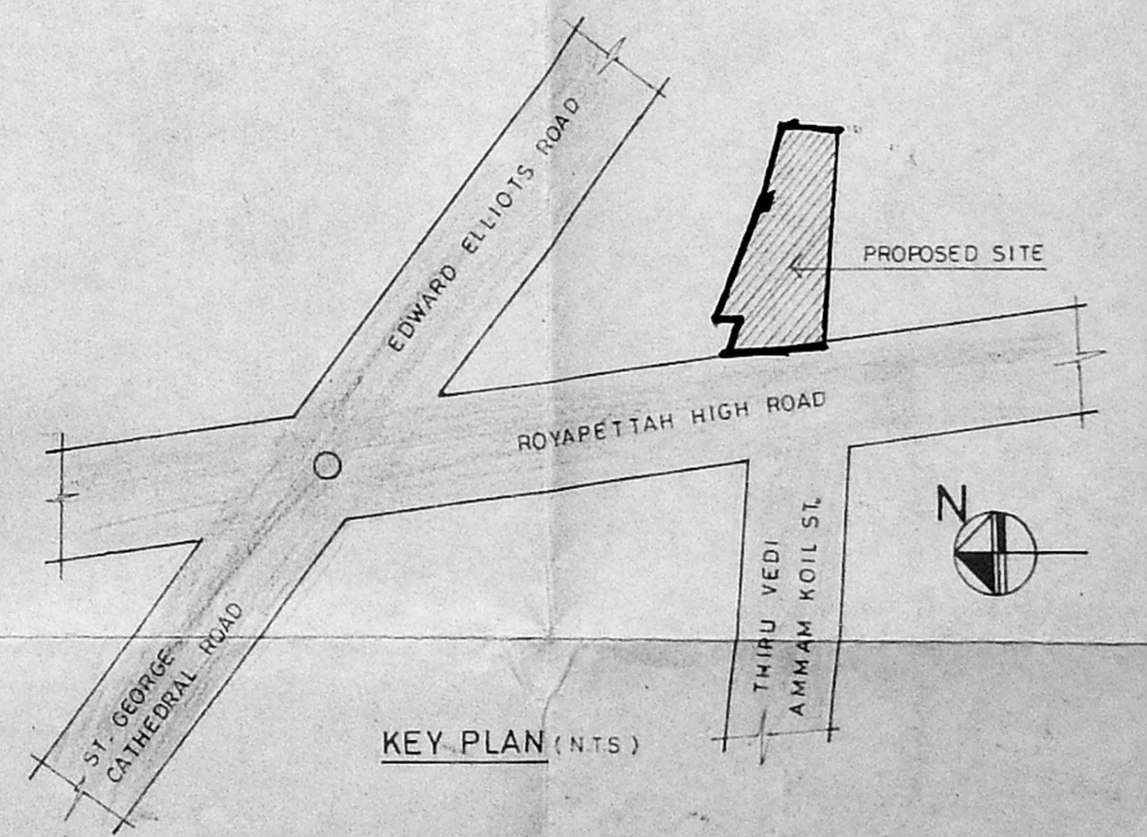 EDWARD ELLIOTS ROAD
PROPOSED SITE
ROYAPETTAH HIGH ROAD
N
THIRU VEDI
AMMAM KOIL ST.
ST. GEORGE
CATHEDRAL ROAD
KEY PLAN (N.T.S)